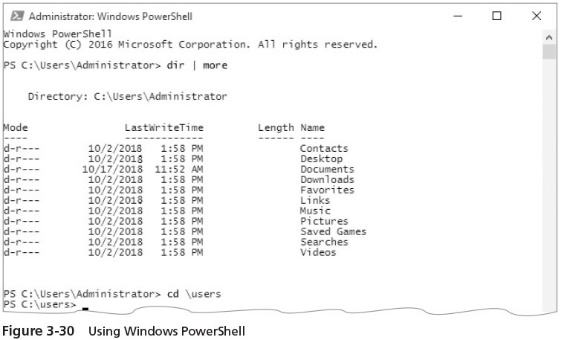 Administrator: Windows PowerShell
Windows PowerShell
Copyright (C) 2016 Microsoft Corporation. All rights reserved.
PS C:\Users\Administrator> dir | more
Directory: C:\Users\Administrator
Mode LastWriteTime Length Name
---- ------------- ------ ----
d-r--- 10/2/2018 1:58 PM Contacts
d-r--- 10/2/2018 1:58 PM Desktop
d-r--- 10/17/2018 11:52 AM Documents
d-r--- 10/2/2018 1:58 PM Downloads
d-r--- 10/2/2018 1:58 PM Favorites
d-r--- 10/2/2018 1:58 PM Links
d-r--- 10/2/2018 1:58 PM Music
d-r--- 10/2/2018 1:58 PM Pictures
d-r--- 10/2/2018 1:58 PM Saved Games
d-r--- 10/2/2018 1:58 PM Searches
d-r--- 10/2/2018 1:58 PM Videos
PS C:\Users\Administrator> cd \users
PS C:\users>
Figure 3-30 Using Windows PowerShell